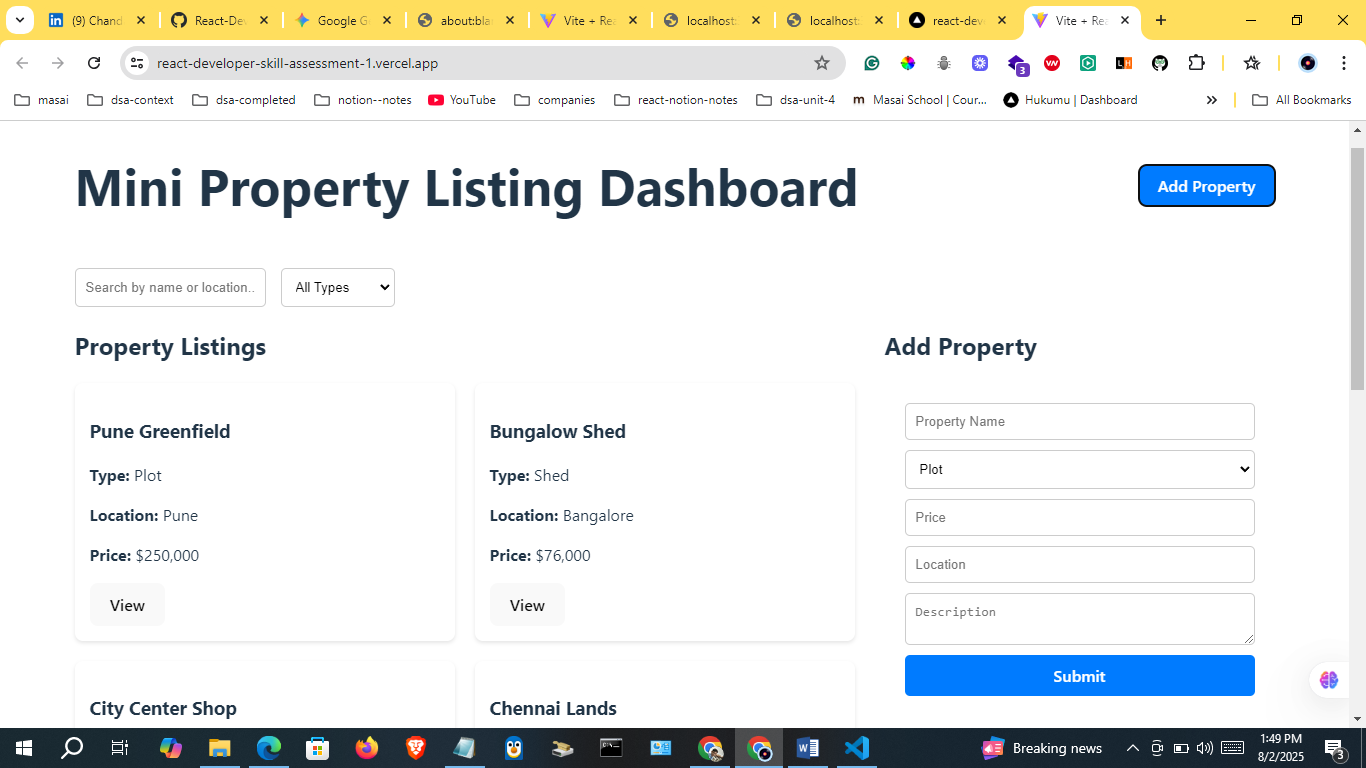 (9) Chand
React-Dev
Google G
about:bla
Vite + Rea
localhost:
localhost:
react-deve
Vite + Rea
react-developer-skill-assessment-1.vercel.app
3
masai
dsa-context
dsa-completed
notion--notes
YouTube
companies
react-notion-notes
dsa-unit-4
m
Masai School | Cour...
Hukumu | Dashboard
All Bookmarks
Mini Property Listing Dashboard
Add Property
Search by name or location..
All Types
Property Listings
Add Property
Pune Greenfield
Type: Plot
Location: Pune
Price: $250,000
View
Bungalow Shed
Type: Shed
Location: Bangalore
Price: $76,000
View
City Center Shop
Chennai Lands
Property Name
Plot
Price
Location
Description
Submit
Breaking news
1:49 PM
8/2/2025
3